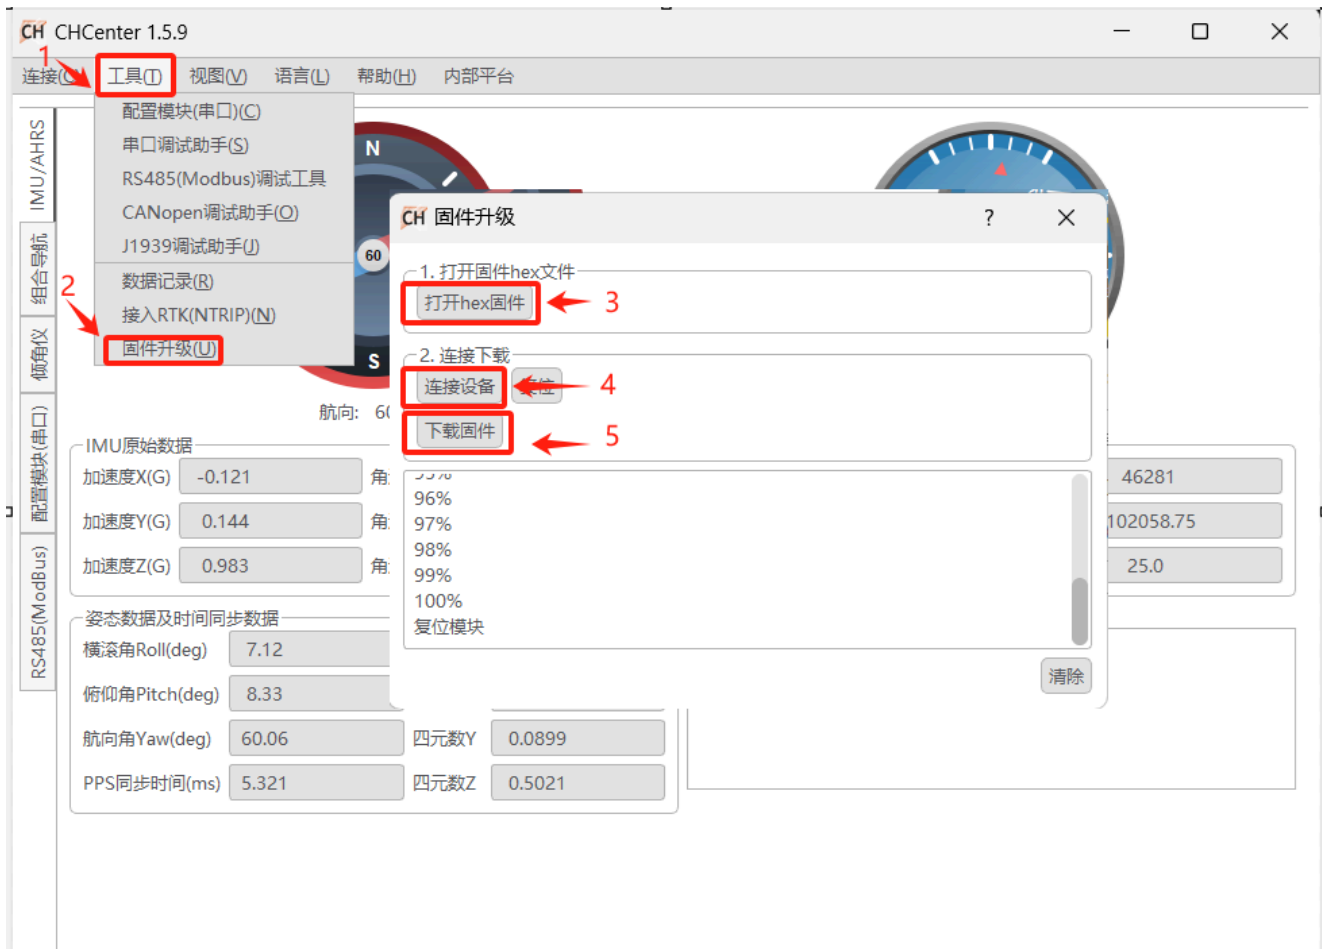 CH CHCenter 1.5.9
1
工具(T) 视图(V) 语言(L) 帮助(H) 内部平台
配置模块(串口)(C)
串口调试助手(S)
RS485(Modbus)调试工具
CANopen调试助手(O)
J1939调试助手(J)
数据记录(R)
接入RTK(NTRIP)(N)
固件升级(U)
2
IMU/AHRS
组合导航
倾角仪
配置模块(串口)
RS485(ModBus)
N
60
S
航向:
CH 固件升级 ?
1. 打开固件hex文件
打开hex固件 3
2. 连接下载
连接设备 4
下载固件 5
96%
97%
98%
99%
100%
复位模块
清除
IMU原始数据
加速度X(G) -0.121
加速度Y(G) 0.144
加速度Z(G) 0.983
46281
102058.75
25.0
姿态数据及时间同步数据
横滚角Roll(deg) 7.12
俯仰角Pitch(deg) 8.33
航向角Yaw(deg) 60.06 四元数Y 0.0899
PPS同步时间(ms) 5.321 四元数Z 0.5021